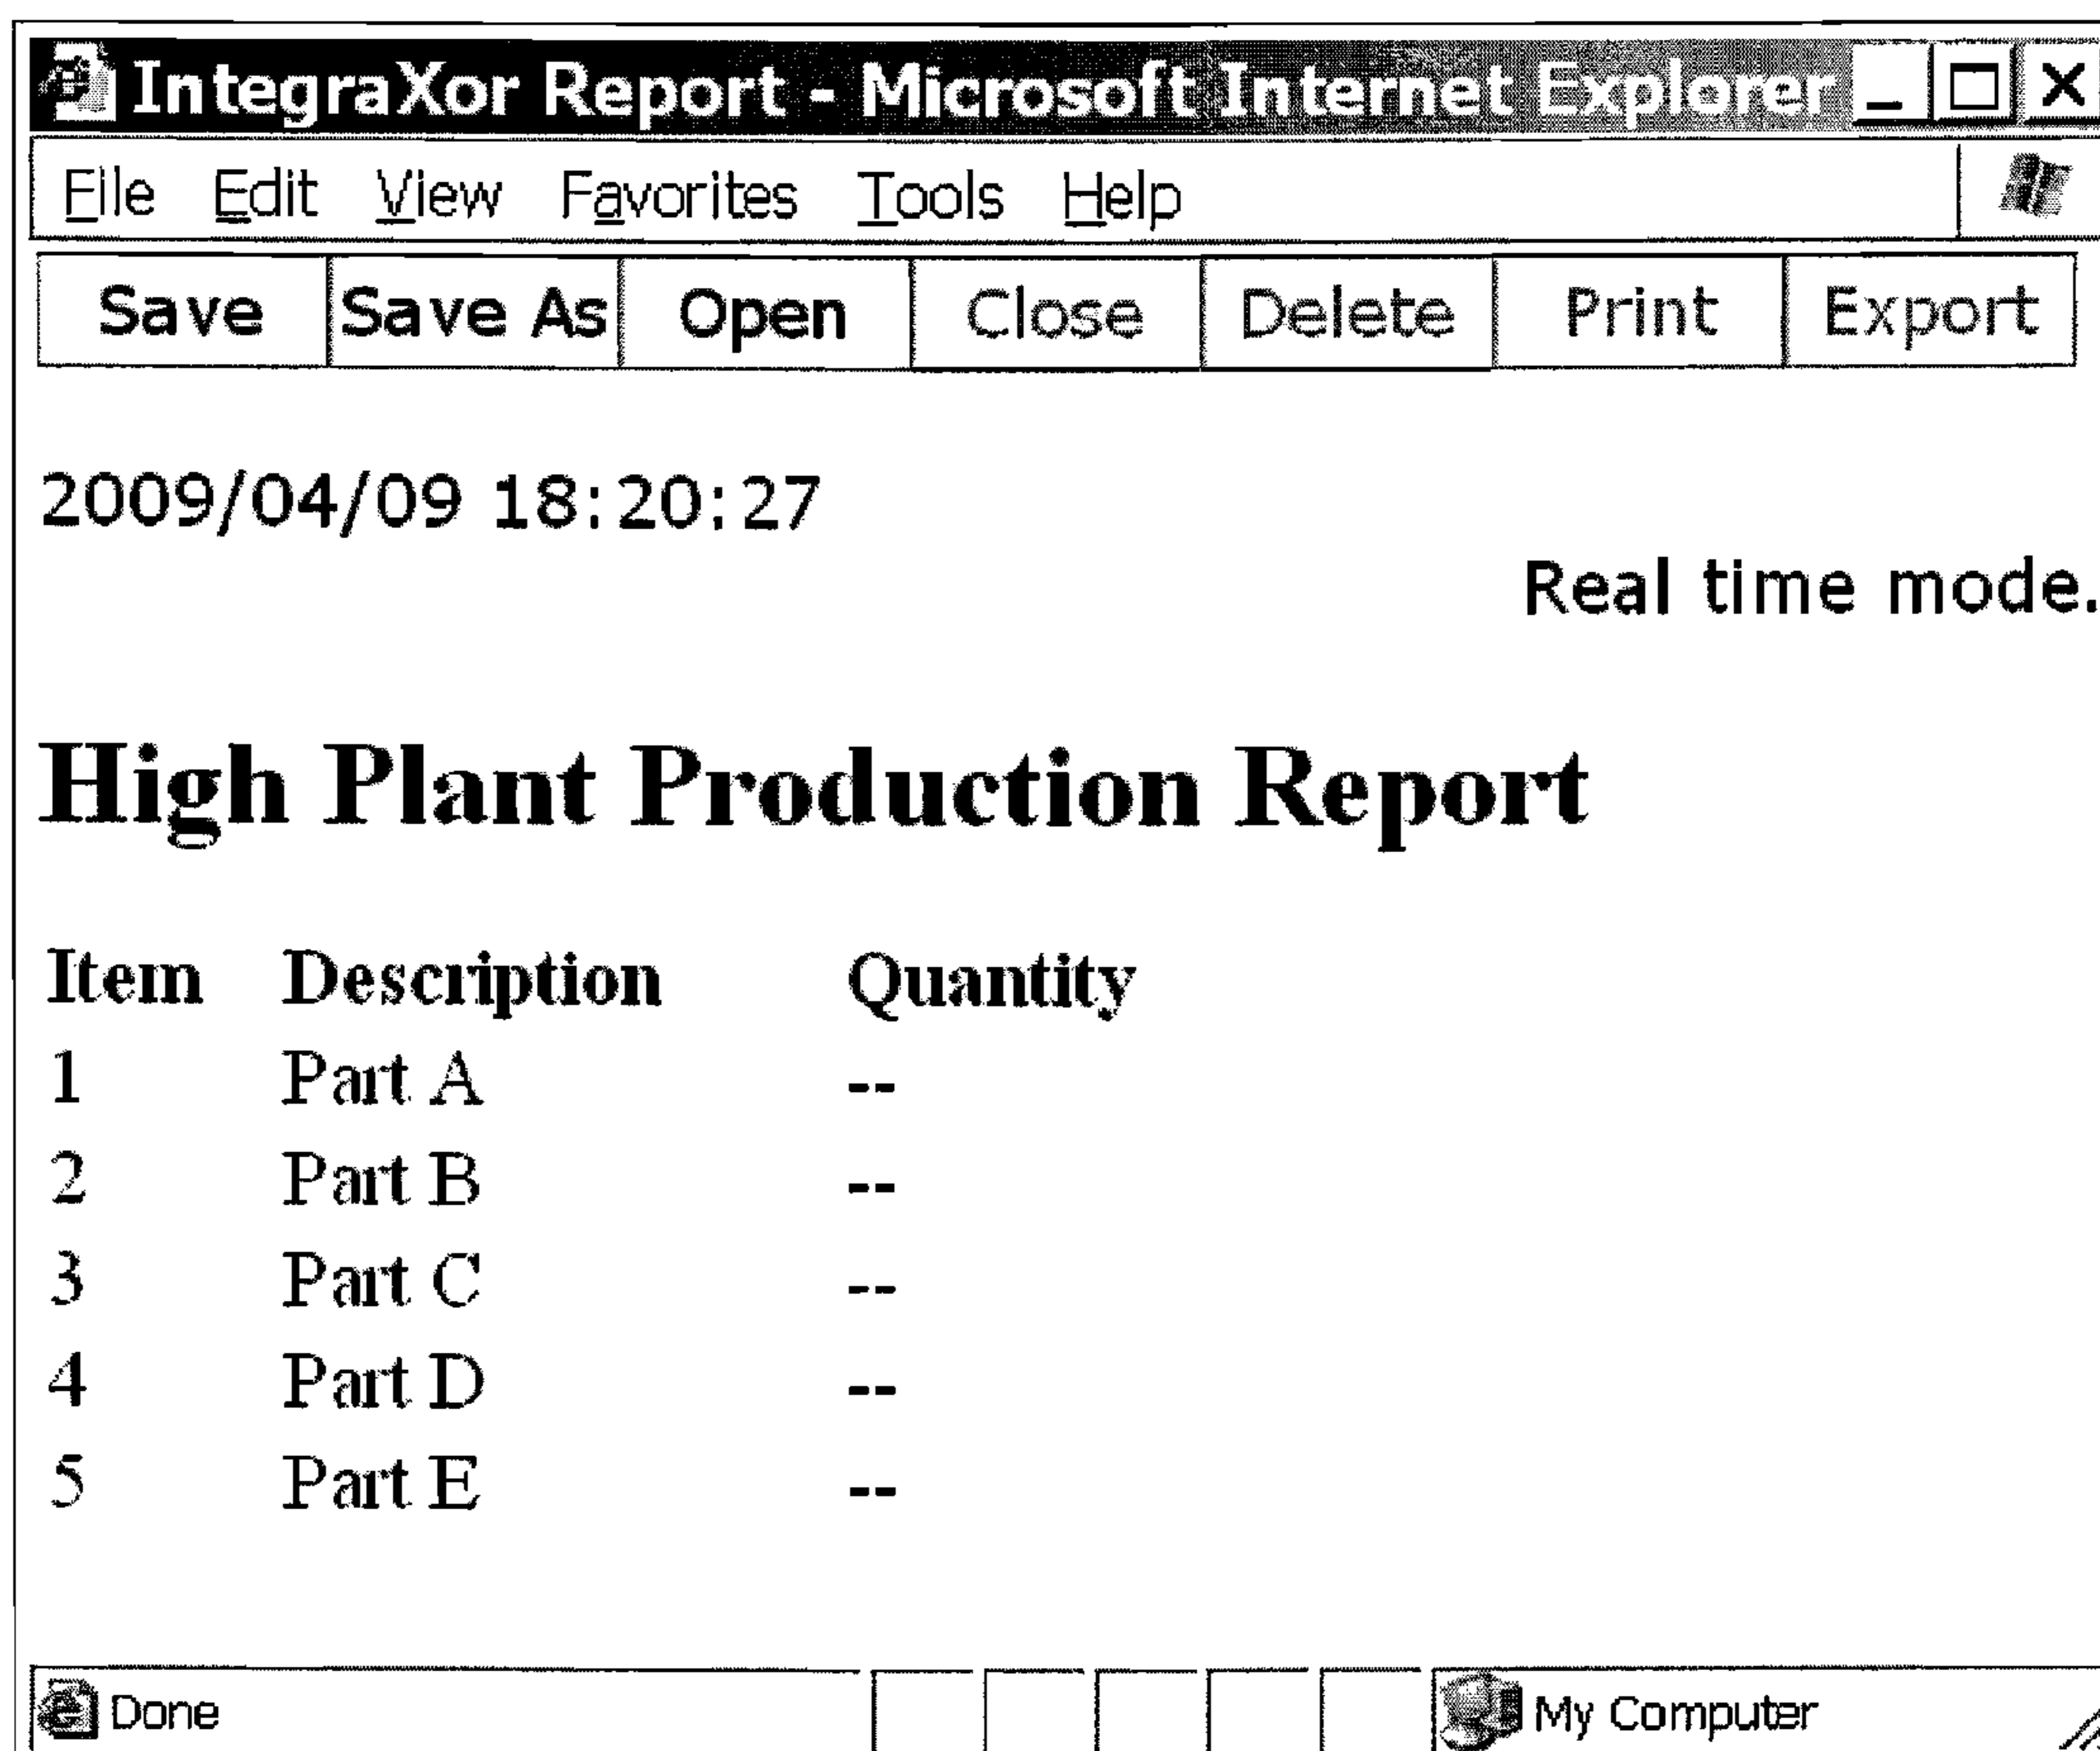 IntegraXor Report - Microsoft Internet Explorer
File Edit View Favorites Tools Help
Save Save As Open Close Delete Print Export
2009/04/09 18:20:27
Real time mode.
High Plant Production Report
Item Description Quantity
1 Part A --
2 Part B --
3 Part C --
4 Part D --
5 Part E --
Done My Computer